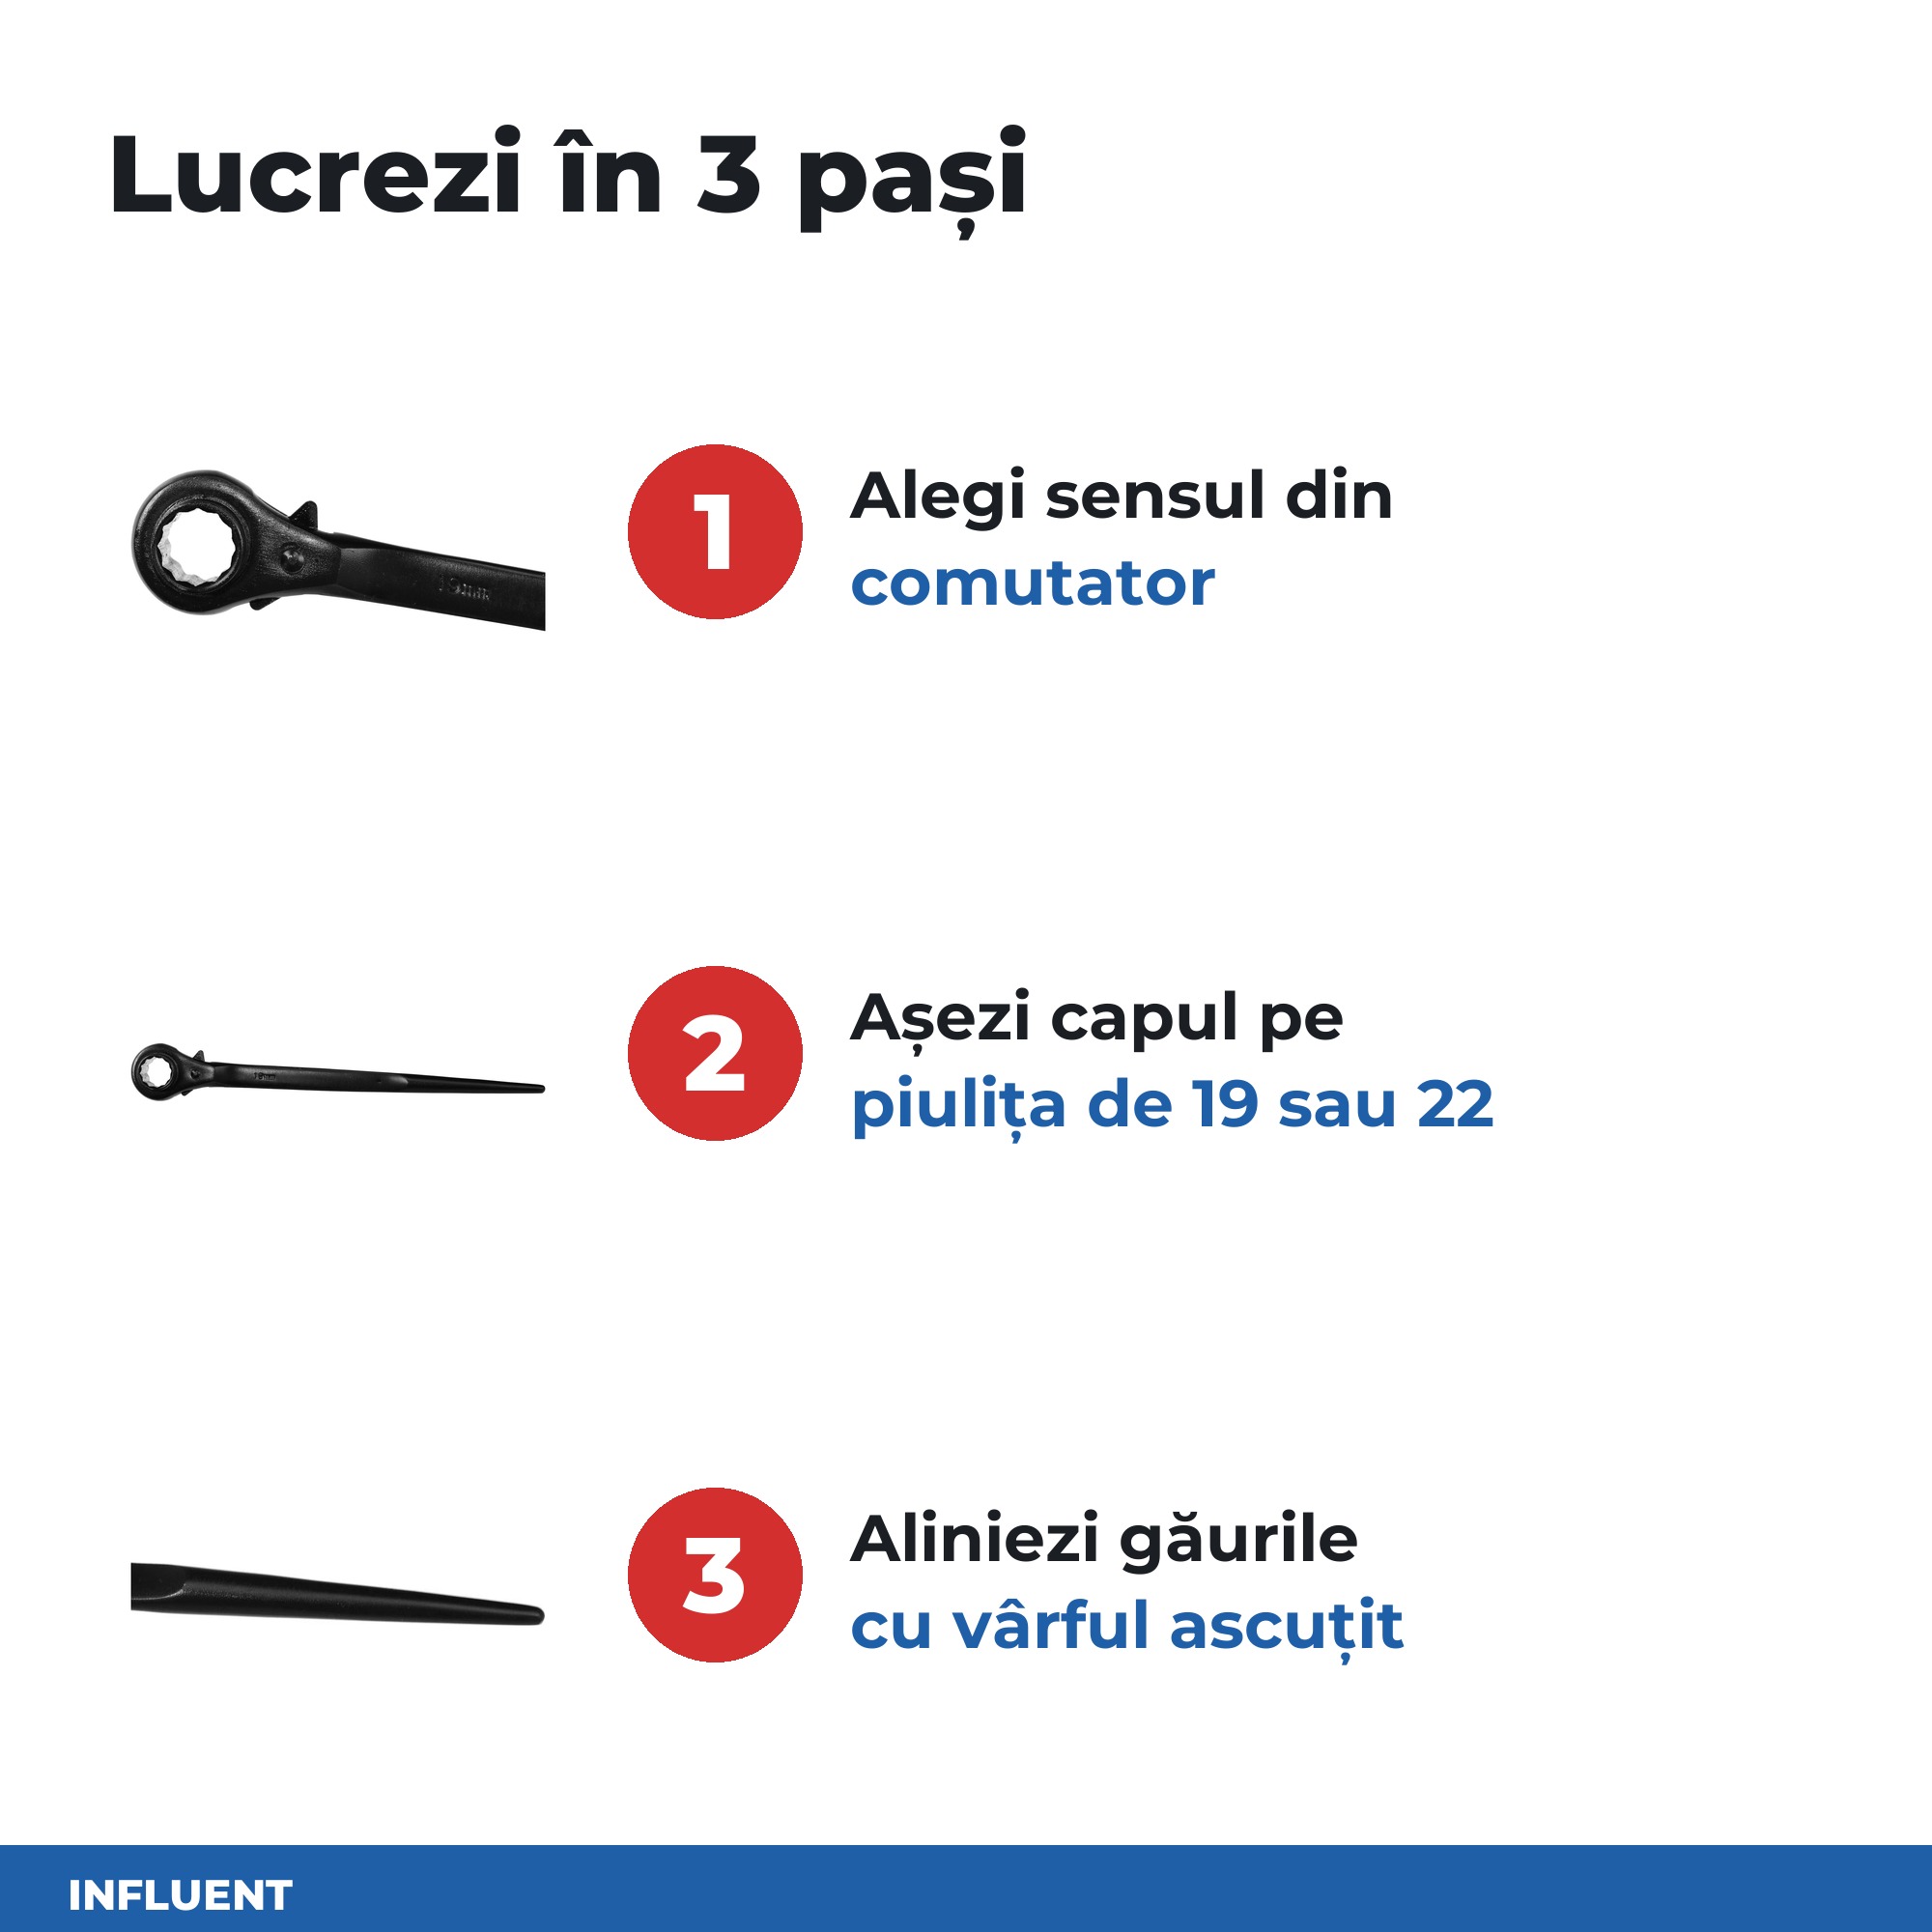 Lucrezi în 3 pași
1
Alegi sensul din
comutator
2
Așezi capul pe
piulița de 19 sau 22
3
Aliniezi găurile
cu vârful ascuțit
INFLUENT